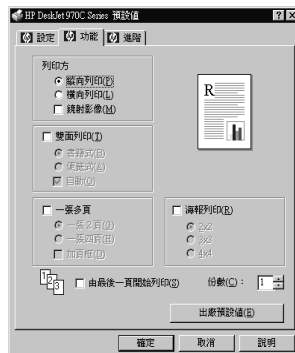 HP DeskJet 970C Series 預設值
設定 功能 進階
列印方
縱向列印(P)
橫向列印(L)
鏡射影像(M)
R
雙面列印(T)
書籍式(B)
便箋式(A)
自動(O)
一張多頁
一張2頁(2)
一張四頁(H)
加頁框(D)
海報列印(R)
2x2
3x3
4x4
1 2 3
由最後一頁開始列印(S)
份數(C)： 1
出廠預設值(E)
確定 取消 說明